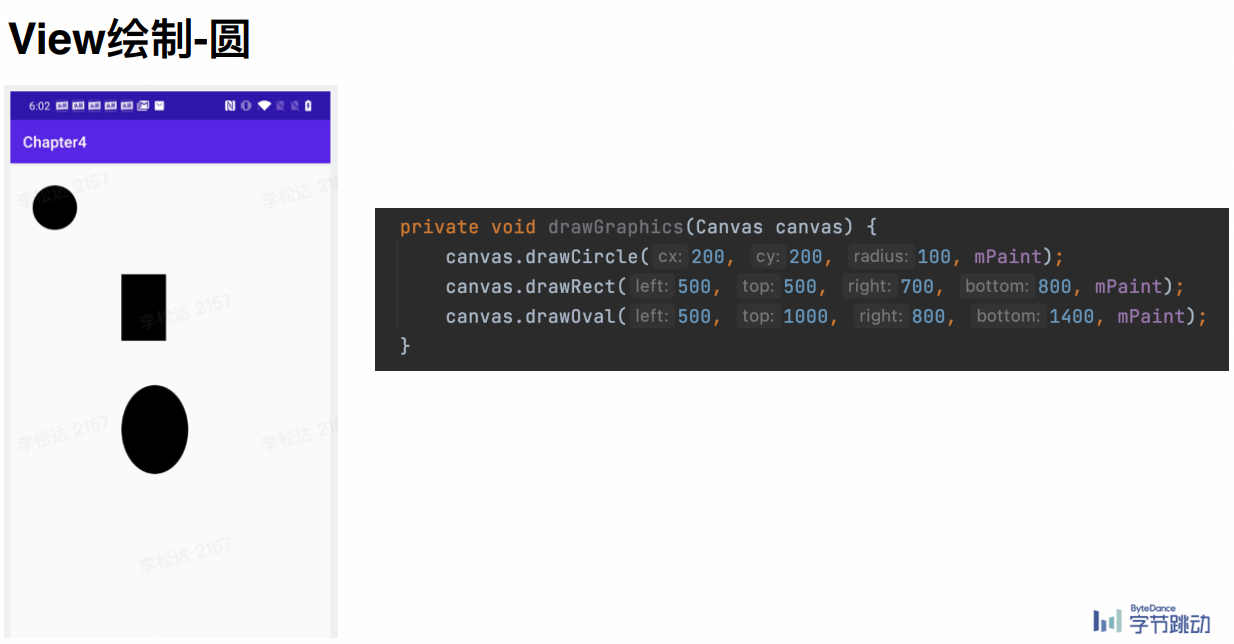 View绘制-圆
6:02
Chapter4
李松达 2157
李松达 21
李松达 2157
李松达 2157
李松达 21
李松达 2157
private void drawGraphics(Canvas canvas) {
canvas.drawCircle( cx: 200, cy: 200, radius: 100, mPaint);
canvas.drawRect( left: 500, top: 500, right: 700, bottom: 800, mPaint);
canvas.drawOval( left: 500, top: 1000, right: 800, bottom: 1400, mPaint);
}
ByteDance
字节跳动